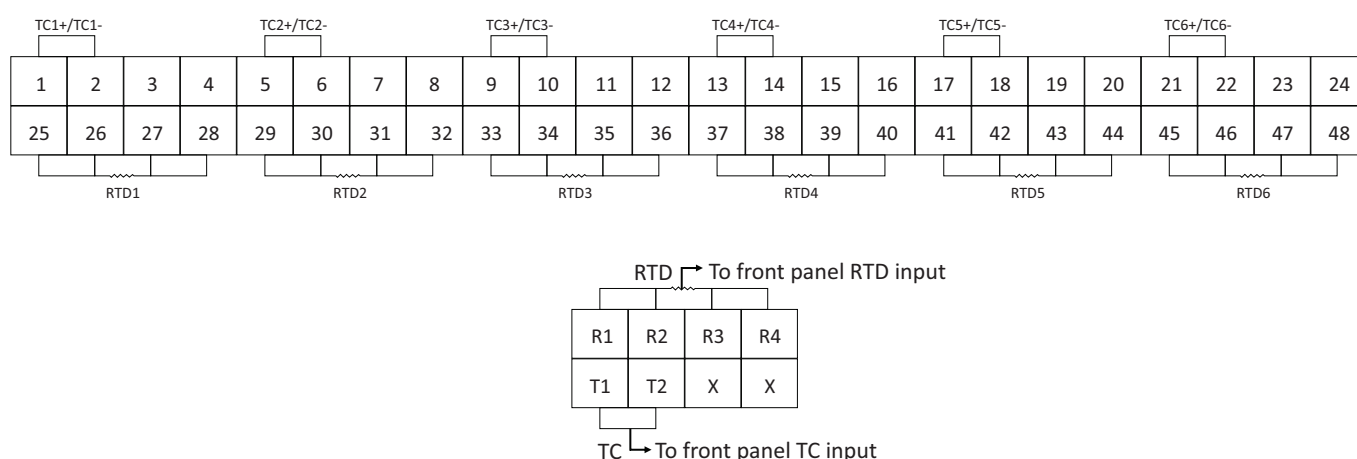 TC1+/TC1- TC2+/TC2- TC3+/TC3- TC4+/TC4- TC5+/TC5- TC6+/TC6-
1 2 3 4 5 6 7 8 9 10 11 12 13 14 15 16 17 18 19 20 21 22 23 24
25 26 27 28 29 30 31 32 33 34 35 36 37 38 39 40 41 42 43 44 45 46 47 48
RTD1 RTD2 RTD3 RTD4 RTD5 RTD6
RTD To front panel RTD input
R1 R2 R3 R4
T1 T2 X X
TC To front panel TC input